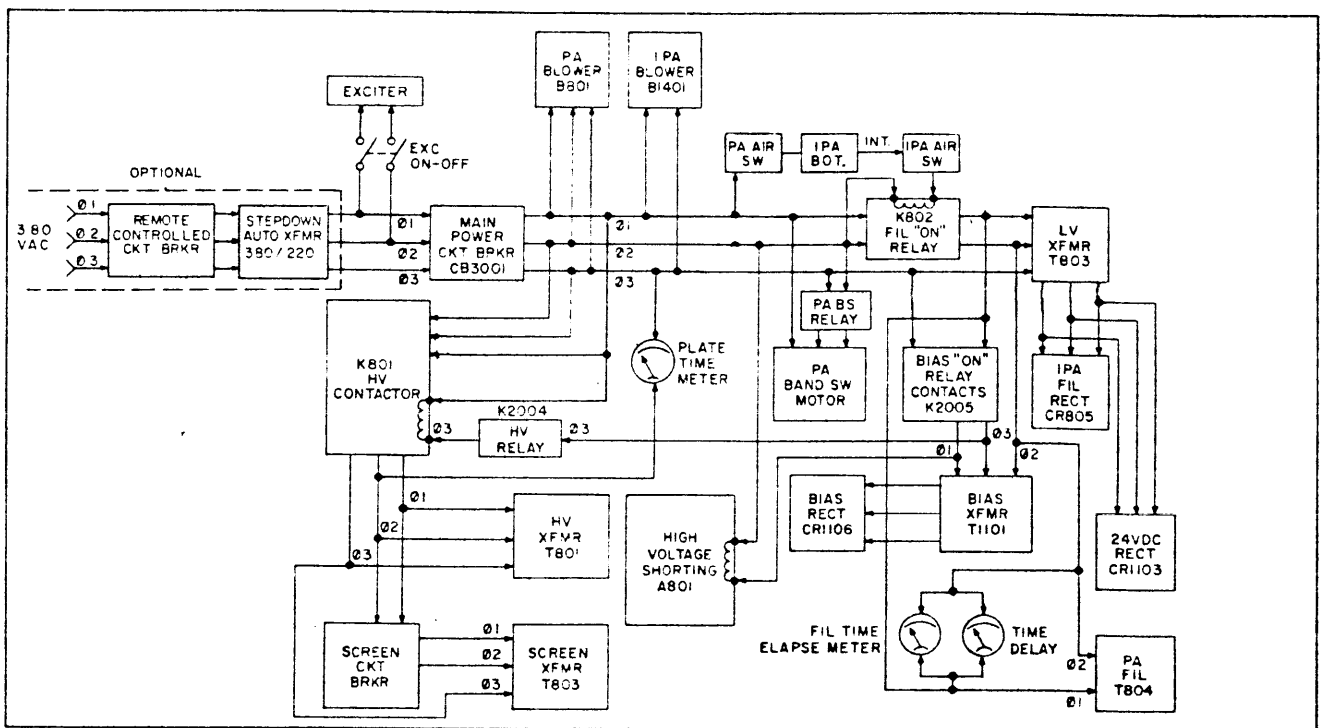 PA
BLOWER
B801
IPA
BLOWER
B1401
EXCITER
EXC
ON-OFF
PA AIR
SW
IPA
BOT.
INT.
IPA AIR
SW
OPTIONAL
380
VAC
Ø1
Ø2
Ø3
REMOTE
CONTROLLED
CKT BRKR
STEPDOWN
AUTO XFMR
380/220
Ø1
Ø2
Ø3
MAIN
POWER
CKT BRKR
CB3001
Ø1
Ø2
Ø3
K802
FIL "ON"
RELAY
LV
XFMR
T803
K801
HV
CONTACTOR
PLATE
TIME
METER
PA BS
RELAY
PA
BAND SW
MOTOR
BIAS "ON"
RELAY
CONTACTS
K2005
IPA
FIL
RECT
CR805
K2004
Ø3
HV
RELAY
Ø3
Ø1
Ø3
Ø2
Ø1
Ø2
Ø3
HV
XFMR
T801
HIGH
VOLTAGE
SHORTING
A801
BIAS
RECT
CR1106
BIAS
XFMR
T1101
24VDC
RECT
CR1103
SCREEN
CKT
BRKR
Ø1
Ø2
Ø3
SCREEN
XFMR
T803
FIL TIME
ELAPSE METER
TIME
DELAY
Ø2
Ø1
PA
FIL
T804